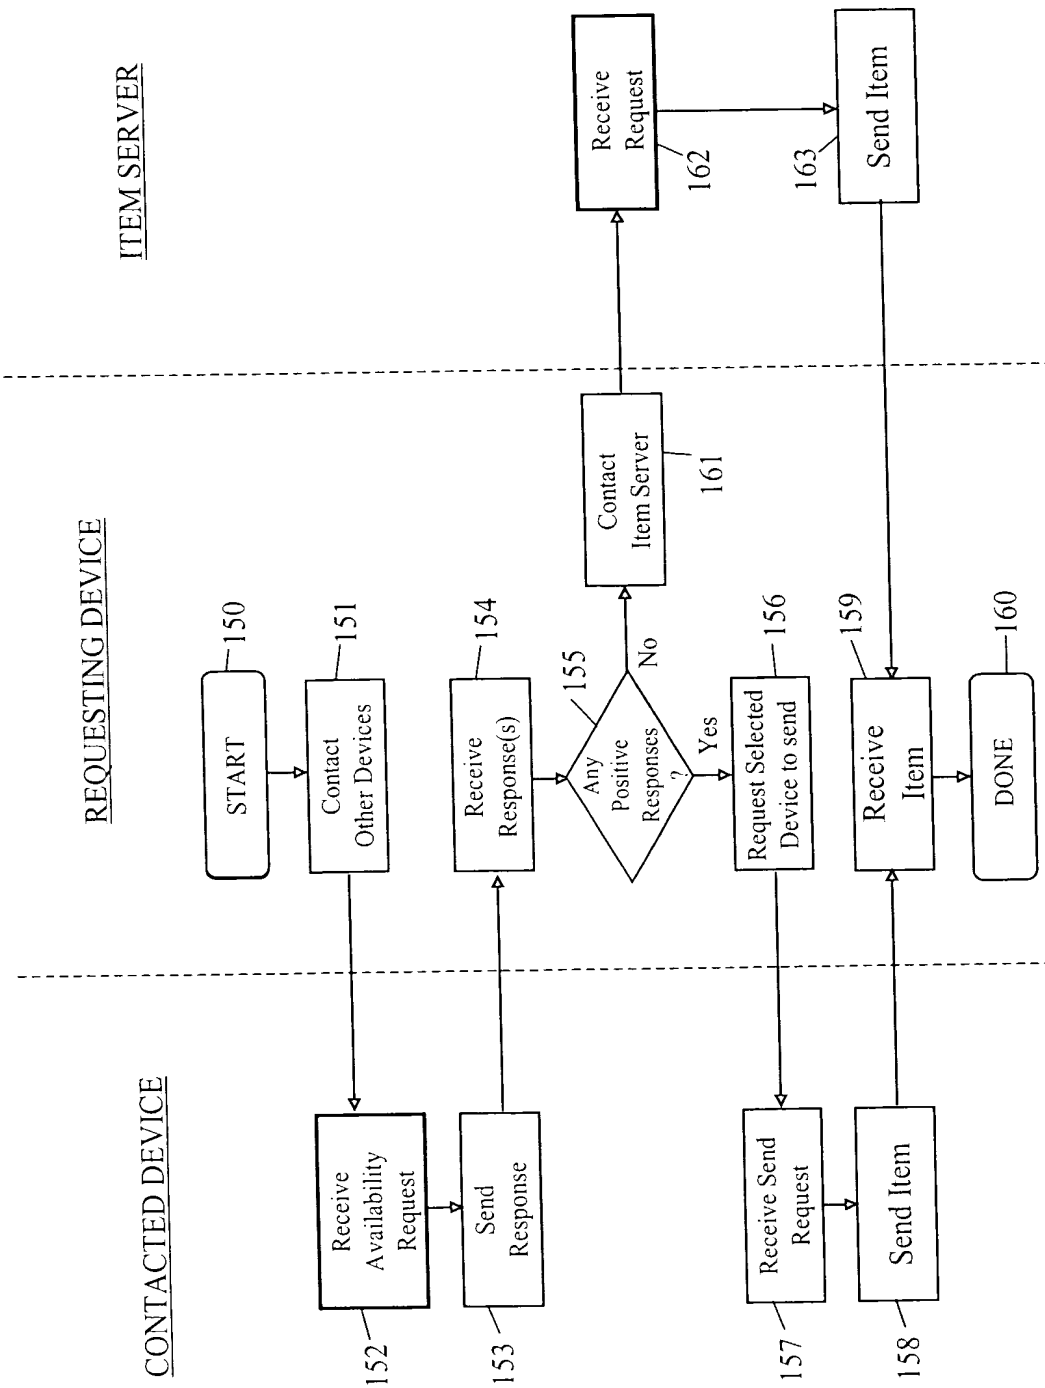 CONTACTED DEVICE
REQUESTING DEVICE
ITEM SERVER
START
150
Contact
Other Devices
151
Receive
Availability
Request
152
Send
Response
153
Receive
Response(s)
154
Any
Positive
Responses
?
155
No
Yes
Contact
Item Server
161
Receive
Request
162
Send Item
163
Request Selected
Device to send
156
Receive Send
Request
157
Send Item
158
Receive
Item
159
DONE
160